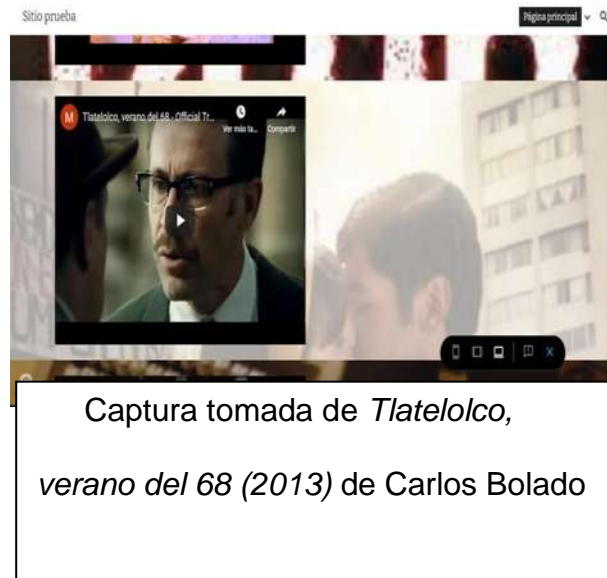 Sitio prueba
Página principal
M Tlatelolco, verano del 68 - Official Tr...
Ver más ta...
Compartir
Captura tomada de Tlatelolco,
verano del 68 (2013) de Carlos Bolado